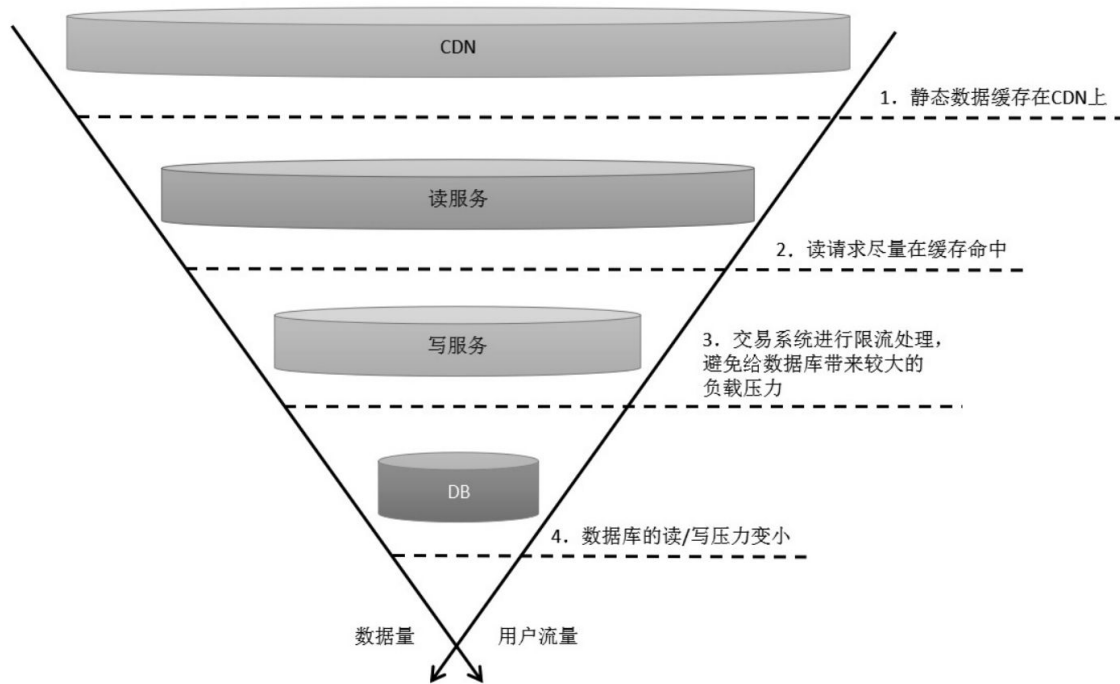 CDN
1. 静态数据缓存在CDN上
读服务
2. 读请求尽量在缓存命中
写服务
3. 交易系统进行限流处理，
避免给数据库带来较大的
负载压力
DB
4. 数据库的读/写压力变小
数据量
用户流量